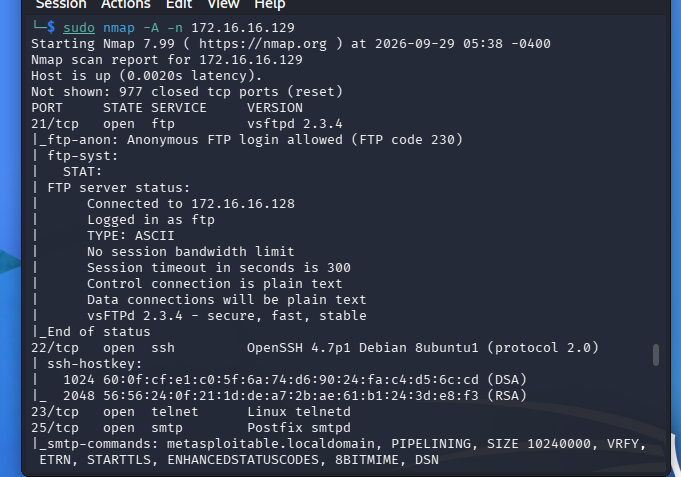 Session Actions Edit View Help
└─$ sudo nmap -A -n 172.16.16.129
Starting Nmap 7.99 ( https://nmap.org ) at 2026-09-29 05:38 -0400
Nmap scan report for 172.16.16.129
Host is up (0.0020s latency).
Not shown: 977 closed tcp ports (reset)
PORT     STATE SERVICE     VERSION
21/tcp   open  ftp         vsftpd 2.3.4
|_ftp-anon: Anonymous FTP login allowed (FTP code 230)
| ftp-syst:
|   STAT:
| FTP server status:
|      Connected to 172.16.16.128
|      Logged in as ftp
|      TYPE: ASCII
|      No session bandwidth limit
|      Session timeout in seconds is 300
|      Control connection is plain text
|      Data connections will be plain text
|      vsFTPd 2.3.4 - secure, fast, stable
|_End of status
22/tcp   open  ssh         OpenSSH 4.7p1 Debian 8ubuntu1 (protocol 2.0)
| ssh-hostkey:
|   1024 60:0f:cf:e1:c0:5f:6a:74:d6:90:24:fa:c4:d5:6c:cd (DSA)
|_  2048 56:56:24:0f:21:1d:de:a7:2b:ae:61:b1:24:3d:e8:f3 (RSA)
23/tcp   open  telnet      Linux telnetd
25/tcp   open  smtp        Postfix smtpd
|_smtp-commands: metasploitable.localdomain, PIPELINING, SIZE 10240000, VRFY,
 ETRN, STARTTLS, ENHANCEDSTATUSCODES, 8BITMIME, DSN